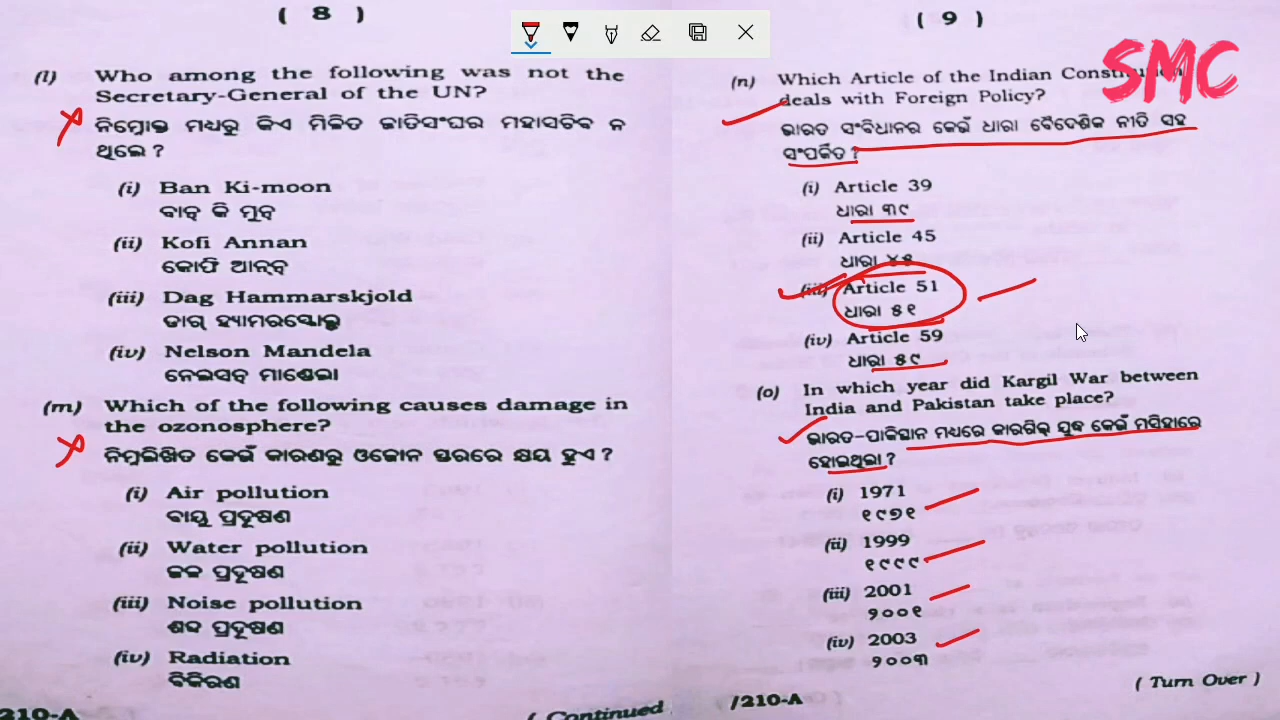 ( 8 )
(l) Who among the following was not the
Secretary-General of the UN?
ନିମ୍ନୋକ୍ତ ମଧ୍ୟରୁ କିଏ ମିଳିତ ଜାତିସଂଘର ମହାସଚିବ ନ
ଥିଲେ ?
(i) Ban Ki-moon
ବାନ୍ କି ମୁନ୍
(ii) Kofi Annan
କୋଫି ଆନ୍ନ୍
(iii) Dag Hammarskjold
ଡାଗ୍ ହ୍ୟାମରସ୍କୋଲ୍ଡ
(iv) Nelson Mandela
ନେଲସନ୍ ମାଣ୍ଡେଲା
(m) Which of the following causes damage in
the ozonosphere?
ନିମ୍ନଲିଖିତ କେଉଁ କାରଣରୁ ଓଜୋନ ସ୍ତରରେ କ୍ଷୟ ହୁଏ ?
(i) Air pollution
ବାୟୁ ପ୍ରଦୂଷଣ
(ii) Water pollution
ଜଳ ପ୍ରଦୂଷଣ
(iii) Noise pollution
ଶବ୍ଦ ପ୍ରଦୂଷଣ
(iv) Radiation
ବିକିରଣ
210-A
( Continued
( 9 )
SMC
(n) Which Article of the Indian Constitution
deals with Foreign Policy?
ଭାରତ ସଂବିଧାନର କେଉଁ ଧାରା ବୈଦେଶିକ ନୀତି ସହ
ସଂପର୍କିତ ?
(i) Article 39
ଧାରା ୩୯
(ii) Article 45
ଧାରା ୪୫
(iii) Article 51
ଧାରା ୫୧
(iv) Article 59
ଧାରା ୫୯
(o) In which year did Kargil War between
India and Pakistan take place?
ଭାରତ-ପାକିସ୍ଥାନ ମଧ୍ୟରେ କାରଗିଲ୍ ଯୁଦ୍ଧ କେଉଁ ମସିହାରେ
ହୋଇଥିଲା ?
(i) 1971
୧୯୭୧
(ii) 1999
୧୯୯୯
(iii) 2001
୨୦୦୧
(iv) 2003
୨୦୦୩
/210-A
( Turn Over )